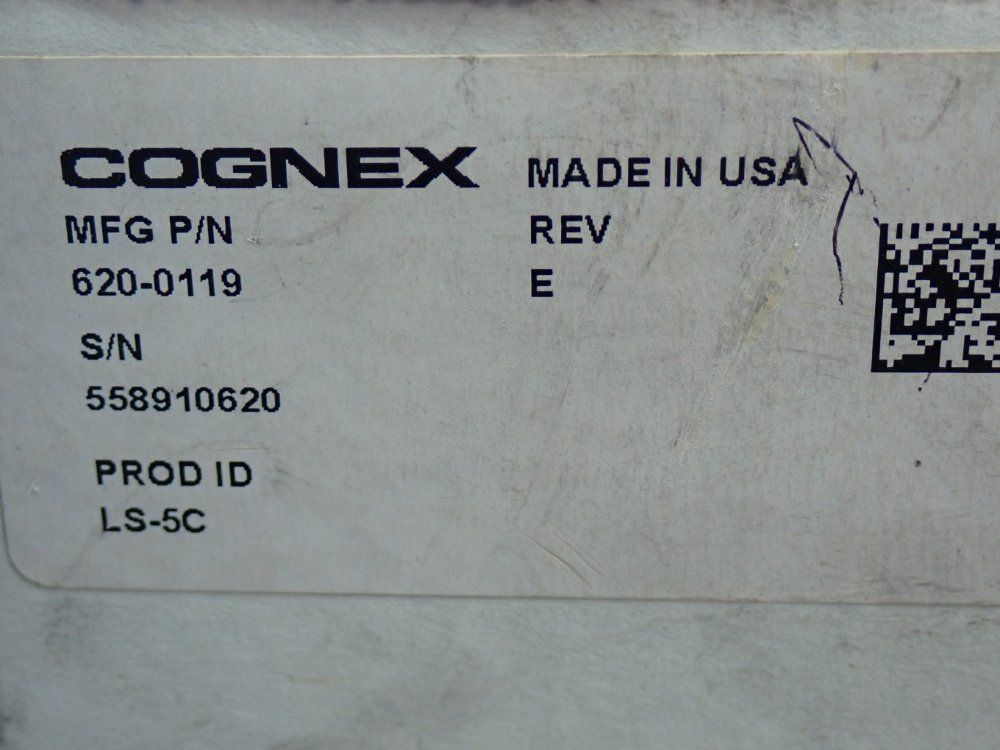 COGNEX MADE IN USA
MFG P/N REV
620-0119 E
S/N
558910620
PROD ID
LS-5C